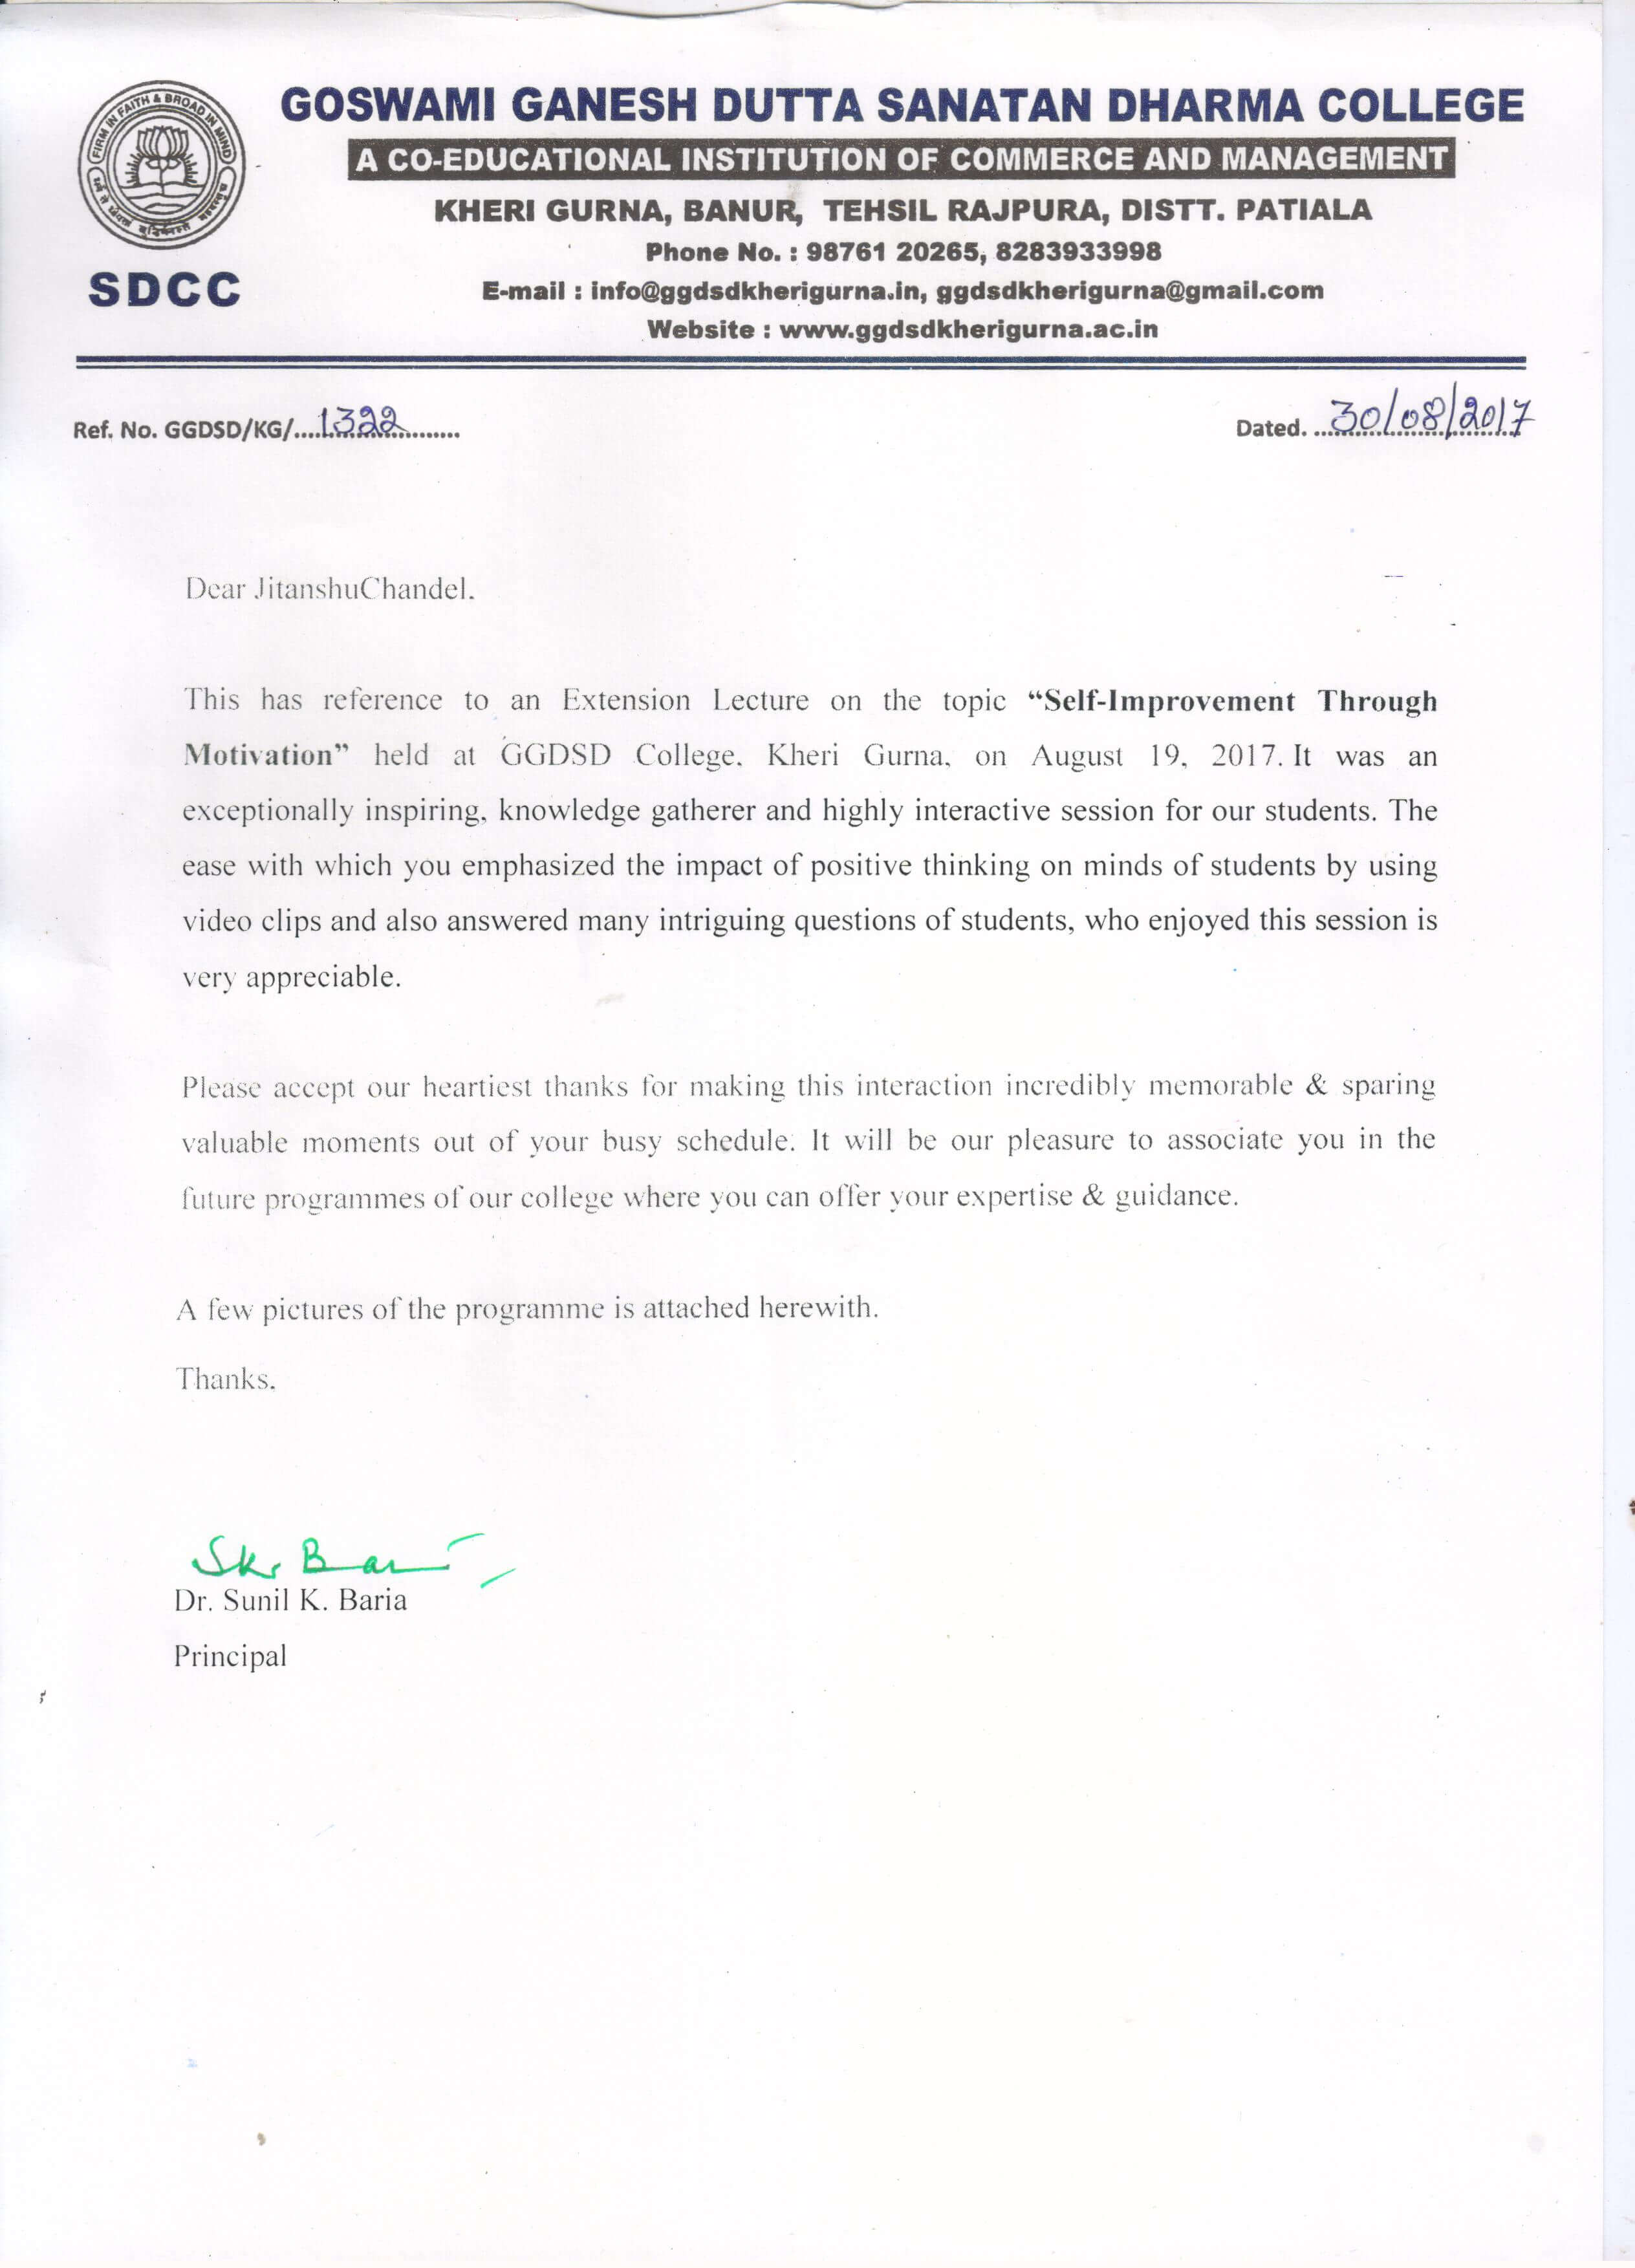 FIRM IN FAITH & BROAD IN MIND
SDCC
GOSWAMI GANESH DUTTA SANATAN DHARMA COLLEGE
A CO-EDUCATIONAL INSTITUTION OF COMMERCE AND MANAGEMENT
KHERI GURNA, BANUR, TEHSIL RAJPURA, DISTT. PATIALA
Phone No. : 98761 20265, 8283933998
E-mail : info@ggdsdkherigurna.in, ggdsdkherigurna@gmail.com
Website : www.ggdsdkherigurna.ac.in
Ref. No. GGDSD/KG/....1322.......... Dated. ...30/08/2017
Dear JitanshuChandel.
This has reference to an Extension Lecture on the topic “Self-Improvement Through
Motivation” held at GGDSD College, Kheri Gurna, on August 19, 2017. It was an
exceptionally inspiring, knowledge gatherer and highly interactive session for our students. The
ease with which you emphasized the impact of positive thinking on minds of students by using
video clips and also answered many intriguing questions of students, who enjoyed this session is
very appreciable.
Please accept our heartiest thanks for making this interaction incredibly memorable & sparing
valuable moments out of your busy schedule. It will be our pleasure to associate you in the
future programmes of our college where you can offer your expertise & guidance.
A few pictures of the programme is attached herewith.
Thanks.
Dr. Sunil K. Baria
Principal